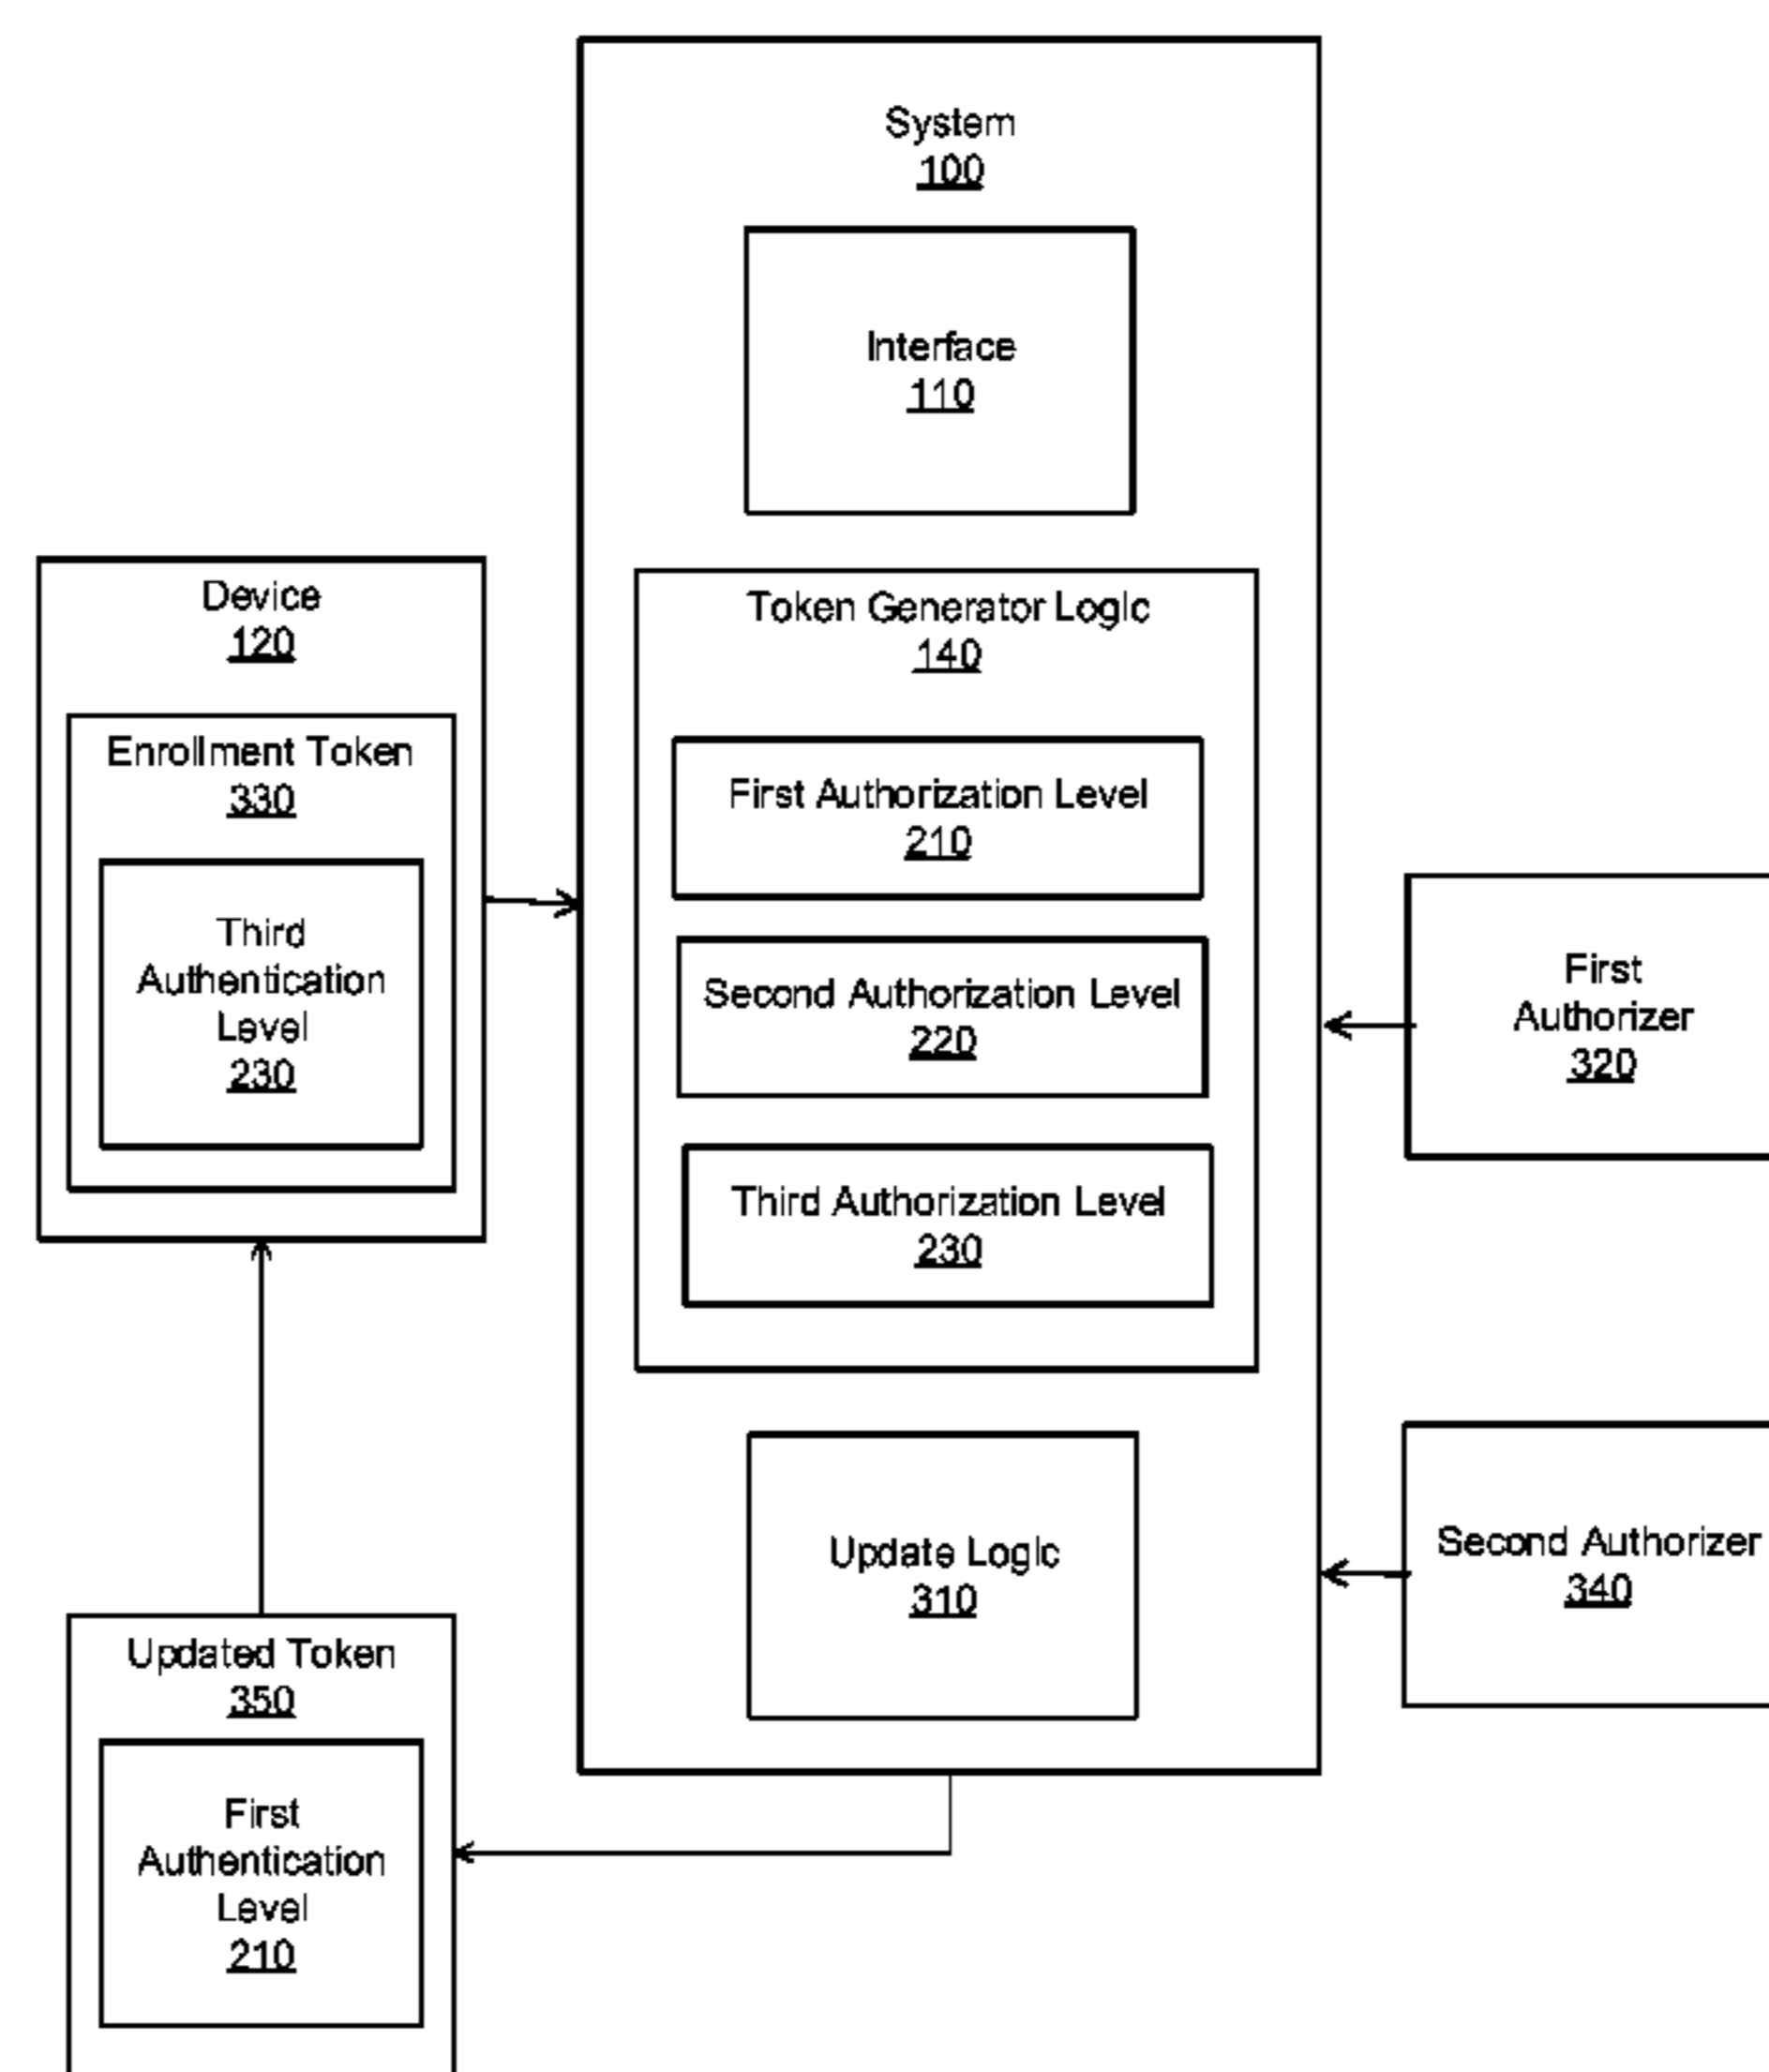 System
100
Interface
110
Device
120
Enrollment Token
330
Third
Authentication
Level
230
Token Generator Logic
140
First Authorization Level
210
Second Authorization Level
220
Third Authorization Level
230
Update Logic
310
First
Authorizer
320
Second Authorizer
340
Updated Token
350
First
Authentication
Level
210